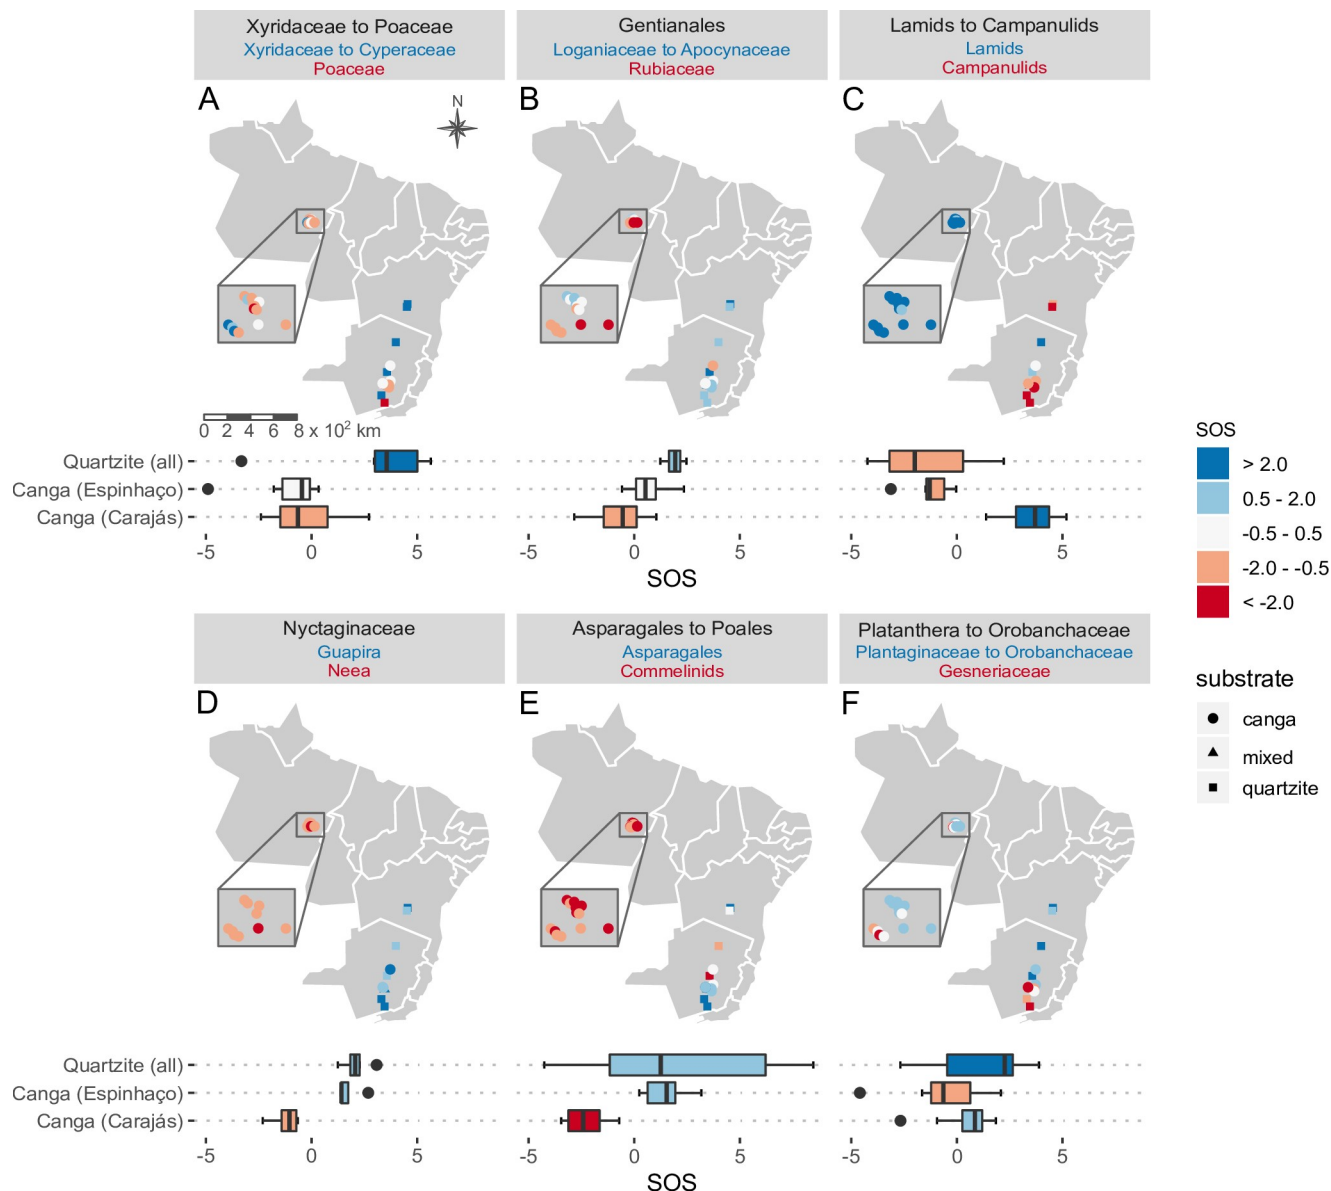 Xyridaceae to Poaceae
Xyridaceae to Cyperaceae
Poaceae
Gentianales
Loganiaceae to Apocynaceae
Rubiaceae
Lamids to Campanulids
Lamids
Campanulids
A
N
B
C
0 2 4 6 8 x 10² km
Quartzite (all)
Canga (Espinhaço)
Canga (Carajás)
-5 0 5
-5 0 5
-5 0 5
SOS
SOS
> 2.0
0.5 - 2.0
-0.5 - 0.5
-2.0 - -0.5
< -2.0
Nyctaginaceae
Guapira
Neea
Asparagales to Poales
Asparagales
Commelinids
Platanthera to Orobanchaceae
Plantaginaceae to Orobanchaceae
Gesneriaceae
substrate
canga
mixed
quartzite
D
E
F
Quartzite (all)
Canga (Espinhaço)
Canga (Carajás)
-5 0 5
-5 0 5
-5 0 5
SOS